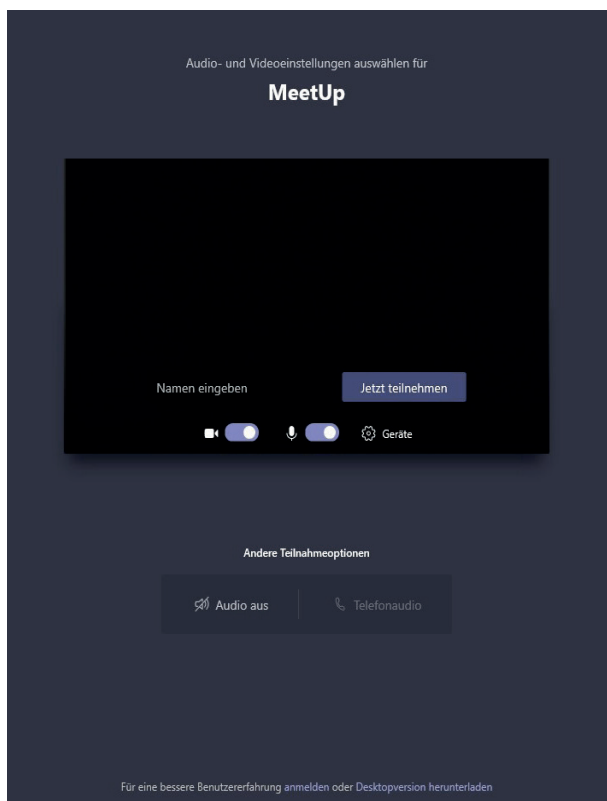 Audio- und Videoeinstellungen auswählen für
MeetUp
Namen eingeben
Jetzt teilnehmen
Geräte
Andere Teilnahmeoptionen
Audio aus
Telefonaudio
Für eine bessere Benutzererfahrung anmelden oder Desktopversion herunterladen